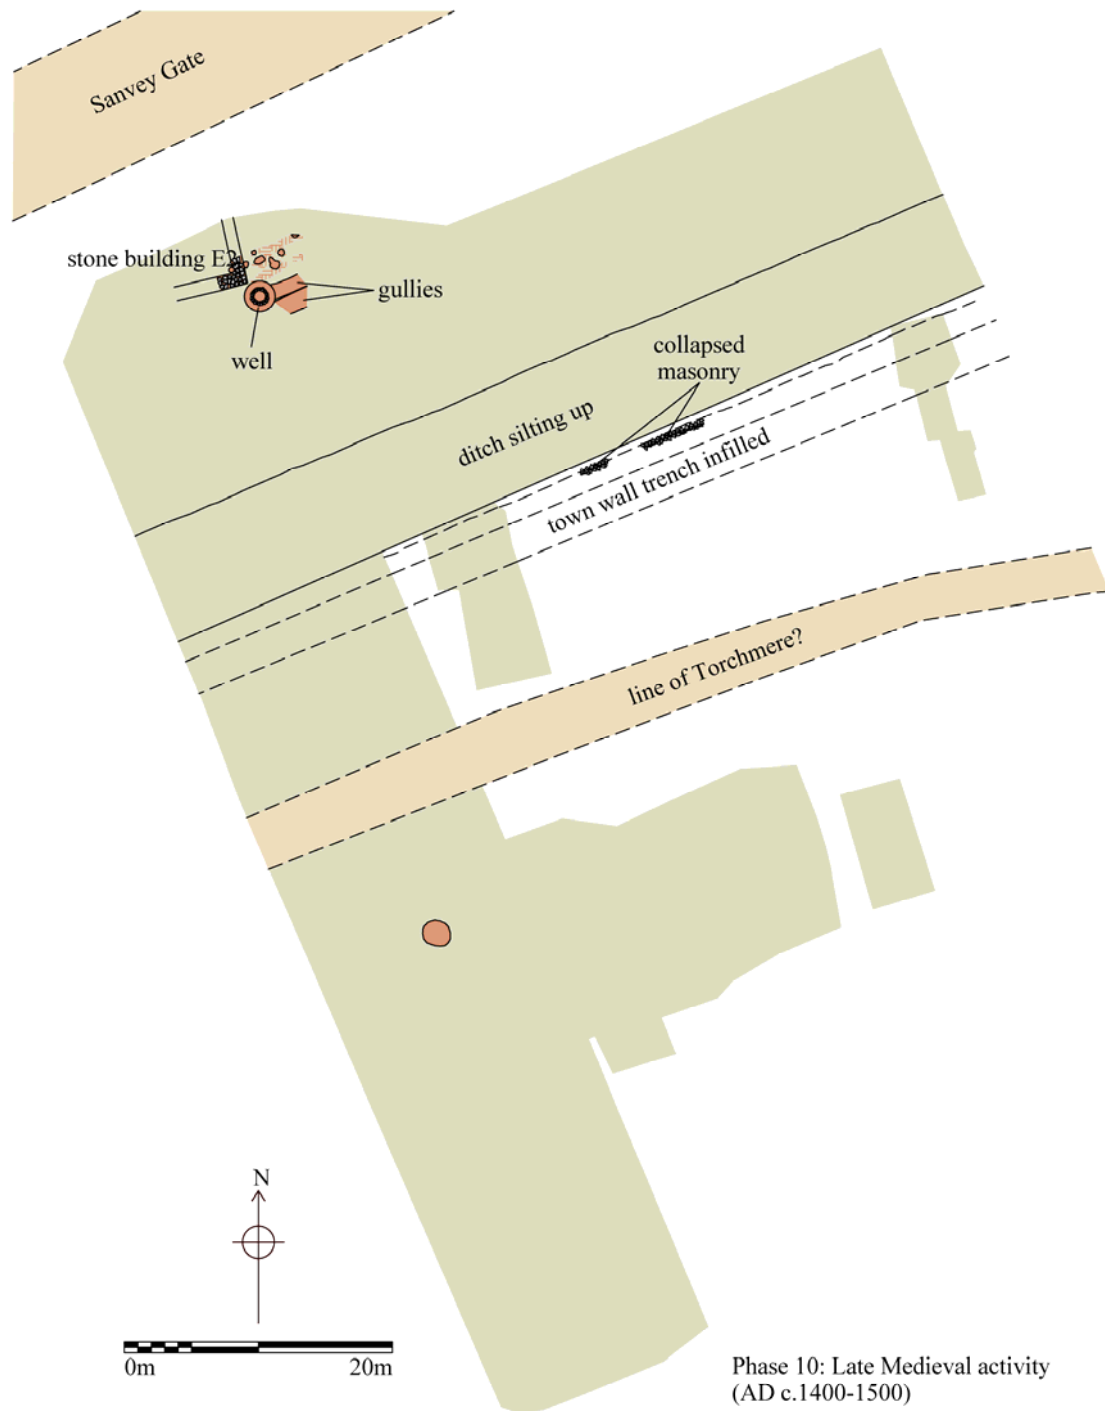 Sanvey Gate
stone building E?
gullies
well
collapsed
masonry
ditch silting up
town wall trench infilled
line of Torchmere?
N
0m 20m
Phase 10: Late Medieval activity
(AD c.1400-1500)